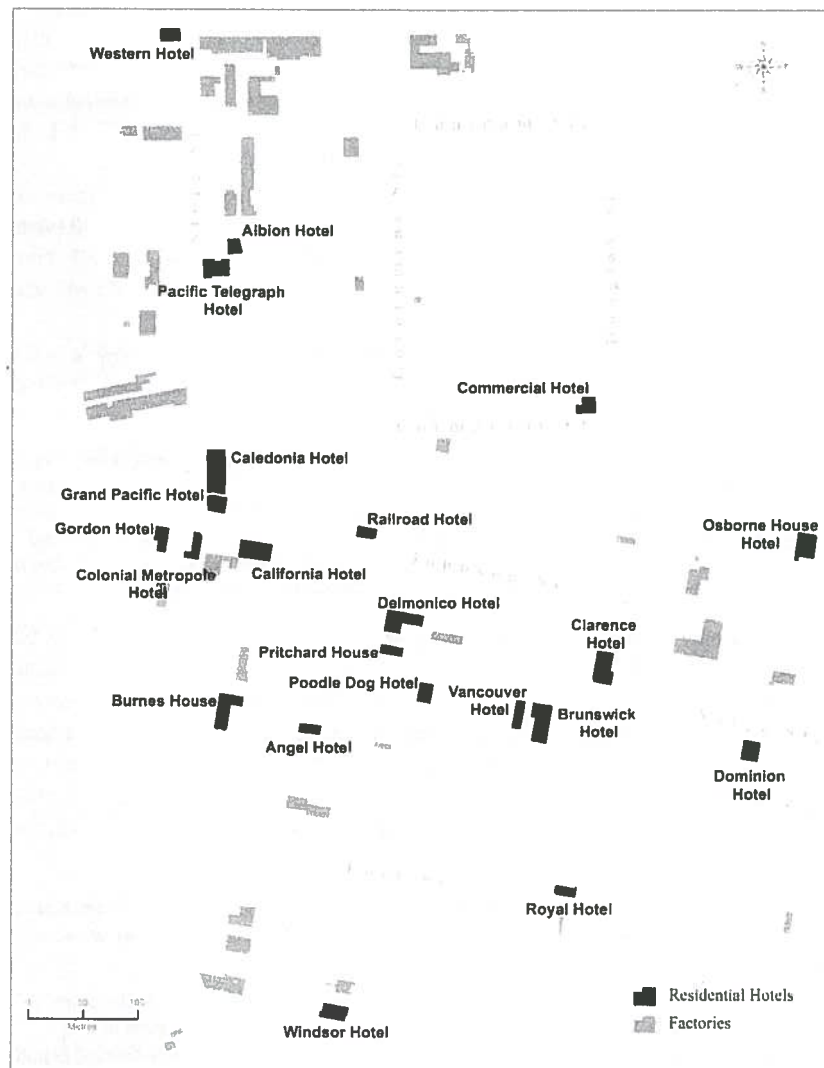 Western Hotel
Albion Hotel
Pacific Telegraph
Hotel
Commercial Hotel
Caledonia Hotel
Grand Pacific Hotel
Gordon Hotel
Railroad Hotel
Osborne House
Hotel
Colonial Metropole
Hotel
California Hotel
Delmonico Hotel
Clarence
Hotel
Pritchard House
Poodle Dog Hotel
Vancouver
Hotel
Burnes House
Brunswick
Hotel
Angel Hotel
Dominion
Hotel
Royal Hotel
Residential Hotels
Factories
100
Metres
Windsor Hotel